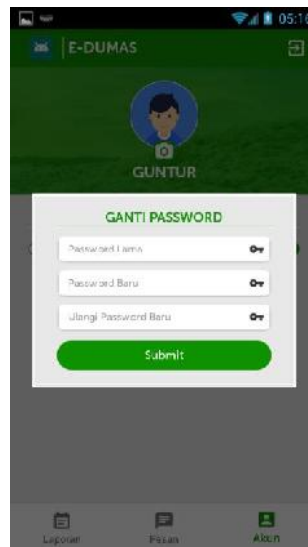 05:16
E-DUMAS
GUNTUR
GANTI PASSWORD
Password Lama
Password Baru
Ulangi Password Baru
Submit
Laporan
Pesan
Akun